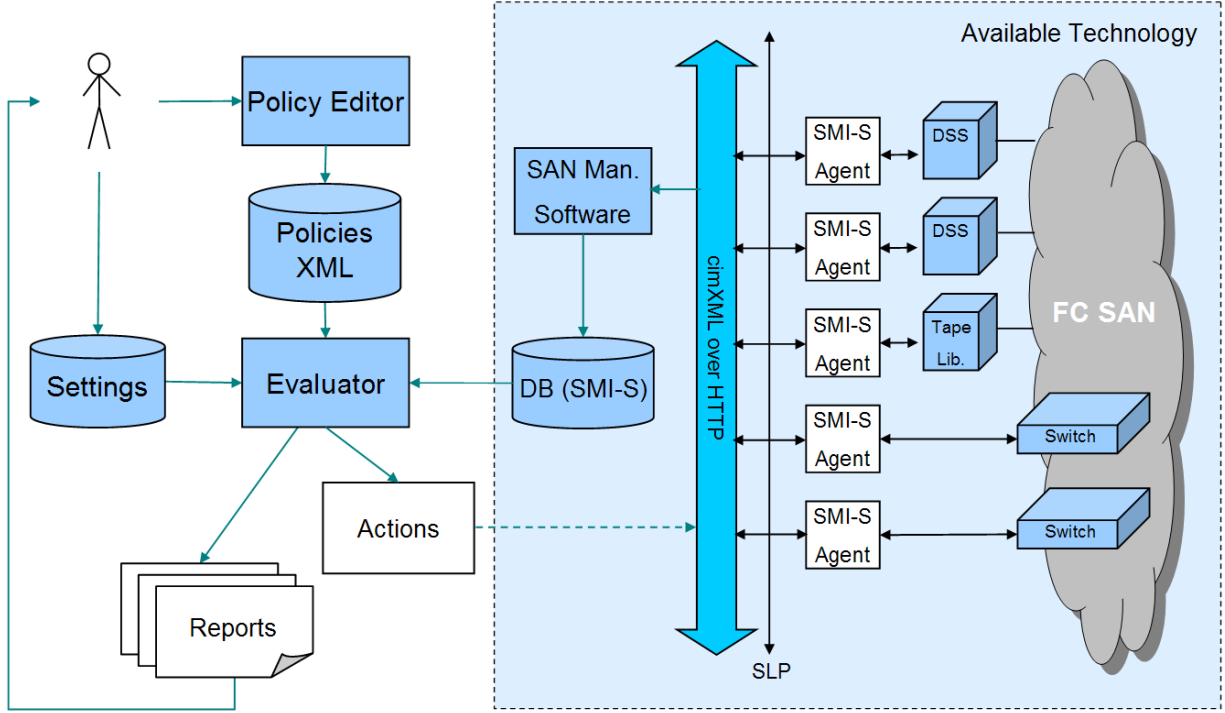 Available Technology
Policy Editor
Policies
XML
Settings
Evaluator
Actions
Reports
SAN Man.
Software
DB (SMI-S)
cimXML over HTTP
SLP
SMI-S
Agent
DSS
SMI-S
Agent
DSS
SMI-S
Agent
Tape
Lib.
SMI-S
Agent
Switch
SMI-S
Agent
Switch
FC SAN